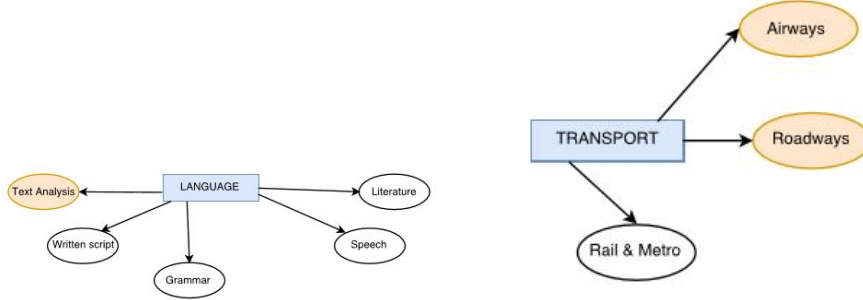 Airways
TRANSPORT
Roadways
Rail & Metro
LANGUAGE
Text Analysis
Literature
Written script
Speech
Grammar